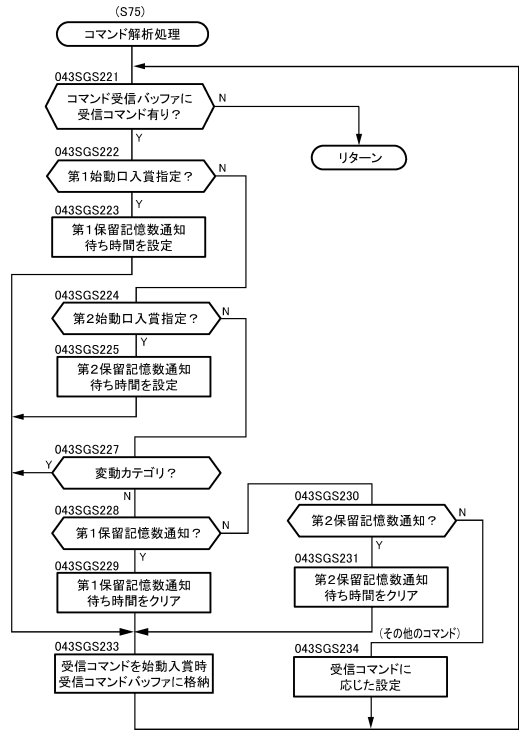 (S75)
コマンド解析処理
043SGS221
コマンド受信バッファに
受信コマンド有り?
N
Y
リターン
043SGS222
第1始動口入賞指定?
N
Y
043SGS223
第1保留記憶数通知
待ち時間を設定
043SGS224
第2始動口入賞指定?
N
Y
043SGS225
第2保留記憶数通知
待ち時間を設定
043SGS227
変動カテゴリ?
Y
N
043SGS228
第1保留記憶数通知?
N
Y
043SGS230
第2保留記憶数通知?
N
Y
043SGS229
第1保留記憶数通知
待ち時間をクリア
043SGS231
第2保留記憶数通知
待ち時間をクリア
(その他のコマンド)
043SGS233
受信コマンドを始動入賞時
受信コマンドバッファに格納
043SGS234
受信コマンドに
応じた設定